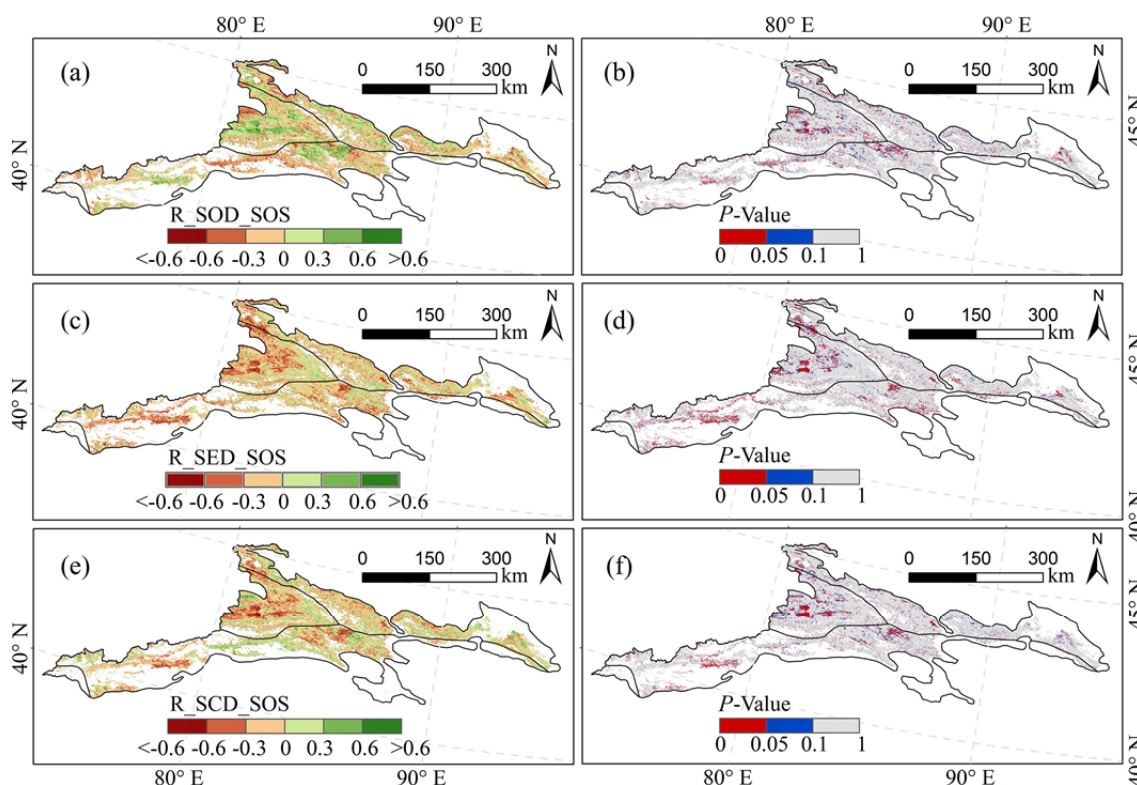 80° E 90° E 80° E 90° E
(a) 0 150 300 km N
40° N
R_SOD_SOS
<-0.6 -0.6 -0.3 0 0.3 0.6 >0.6
(b) 0 150 300 km N
45° N
P-Value
0 0.05 0.1 1
(c) 0 150 300 km N
40° N
R_SED_SOS
<-0.6 -0.6 -0.3 0 0.3 0.6 >0.6
(d) 0 150 300 km N
45° N
40° N
P-Value
0 0.05 0.1 1
(e) 0 150 300 km N
40° N
R_SCD_SOS
<-0.6 -0.6 -0.3 0 0.3 0.6 >0.6
(f) 0 150 300 km N
45° N
40° N
P-Value
0 0.05 0.1 1
80° E 90° E 80° E 90° E